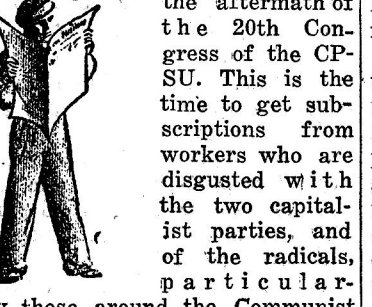 the aftermath of
the 20th Con-
gress of the CP-
SU. This is the
time to get sub-
scriptions from
workers who are
disgusted with
the two capital-
ist parties, and
of the radicals,
particular-
those around the Communist